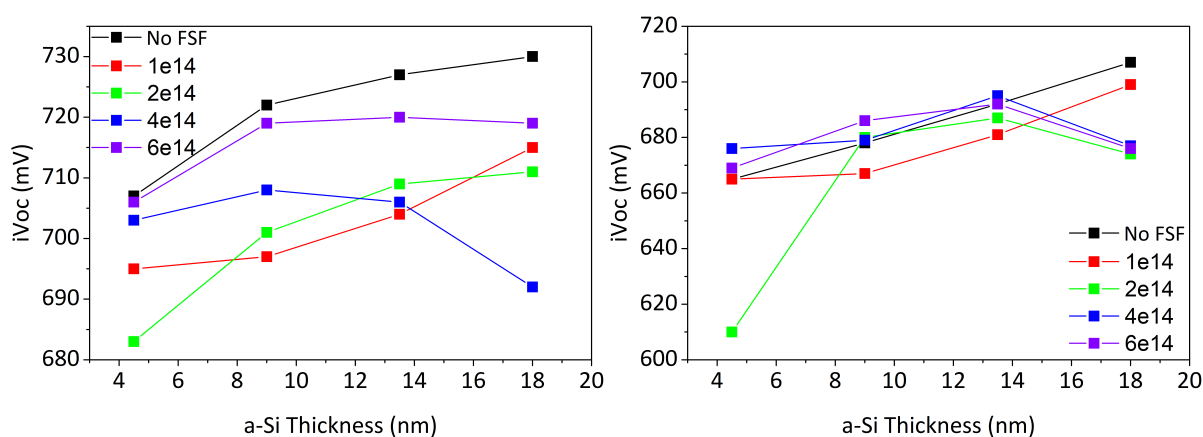 730
720
710
700
690
680
iVoc (mV)
No FSF
1e14
2e14
4e14
6e14
4 6 8 10 12 14 16 18 20
a-Si Thickness (nm)
720
700
680
660
640
620
600
iVoc (mV)
No FSF
1e14
2e14
4e14
6e14
4 6 8 10 12 14 16 18 20
a-Si Thickness (nm)